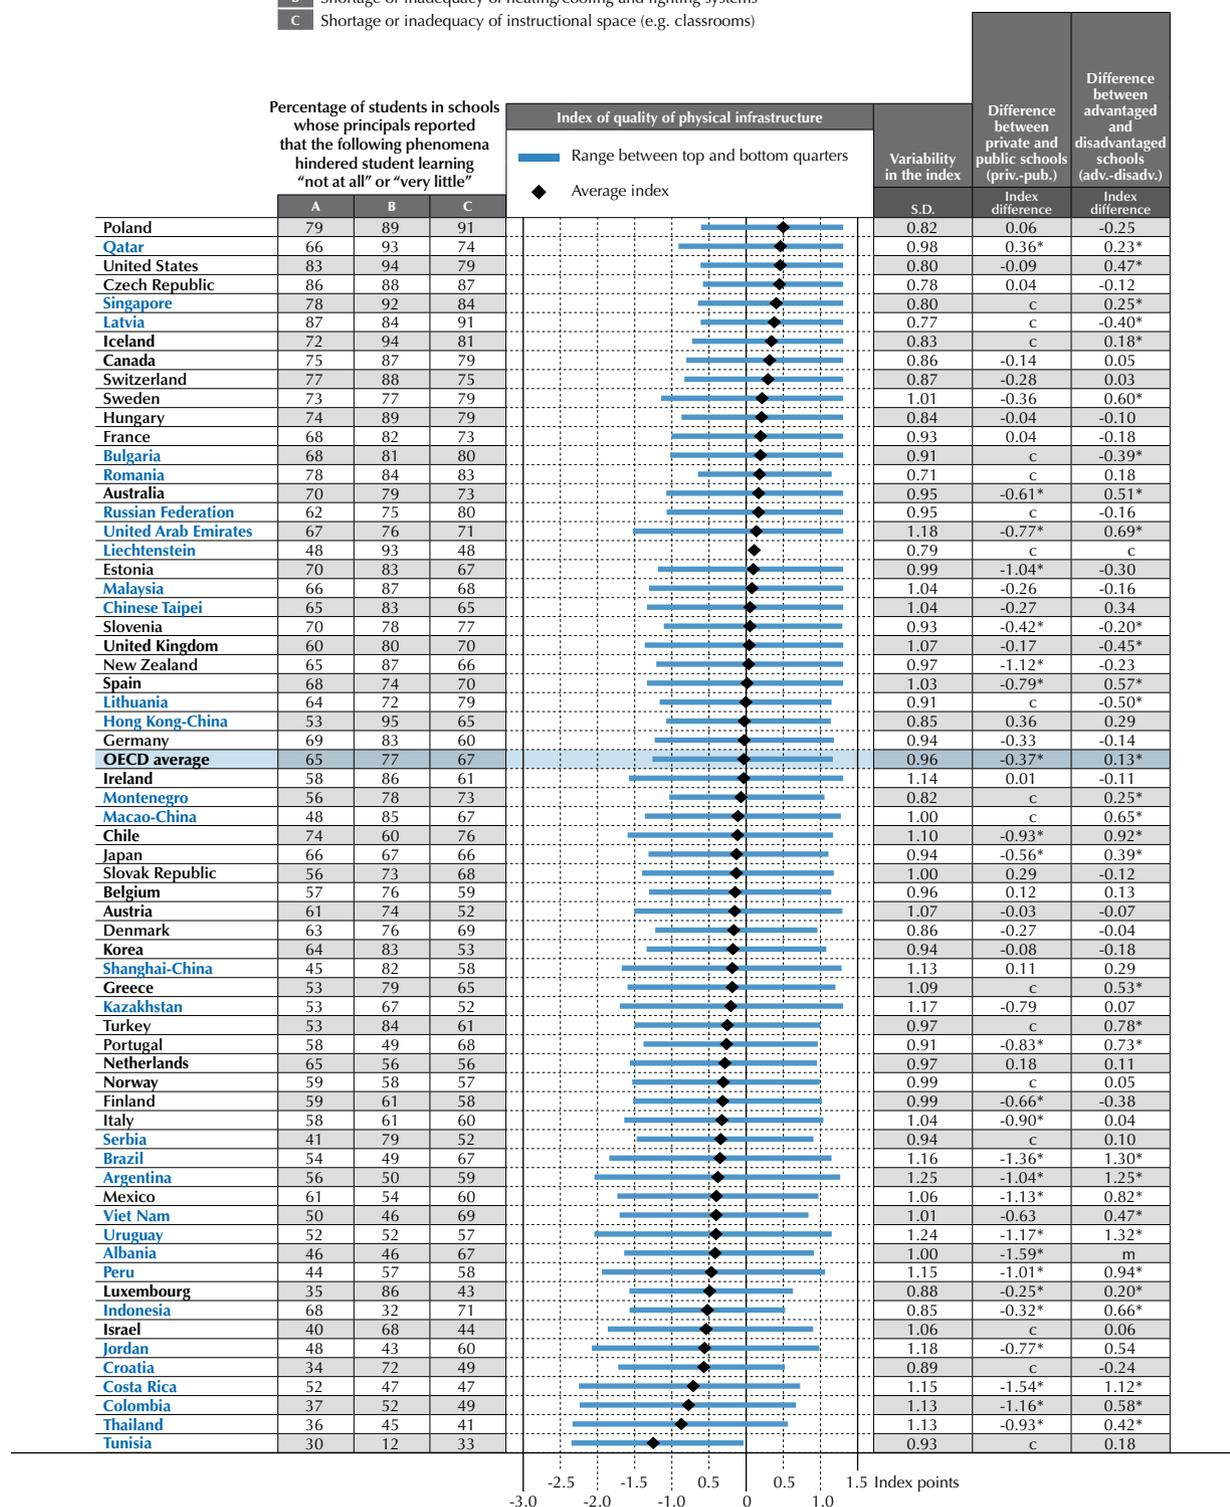 B Shortage or inadequacy of heating/cooling and lighting systems
C Shortage or inadequacy of instructional space (e.g. classrooms)
Percentage of students in schools
whose principals reported
that the following phenomena
hindered student learning
“not at all” or “very little”
Index of quality of physical infrastructure
Range between top and bottom quarters
Average index
Variability
in the index
Difference
between
private and
public schools
(priv.-pub.)
Difference
between
advantaged
and
disadvantaged
schools
(adv.-disadv.)
A B C S.D. Index difference Index difference
Poland 79 89 91 0.82 0.06 -0.25
Qatar 66 93 74 0.98 0.36* 0.23*
United States 83 94 79 0.80 -0.09 0.47*
Czech Republic 86 88 87 0.78 0.04 -0.12
Singapore 78 92 84 0.80 c 0.25*
Latvia 87 84 91 0.77 c -0.40*
Iceland 72 94 81 0.83 c 0.18*
Canada 75 87 79 0.86 -0.14 0.05
Switzerland 77 88 75 0.87 -0.28 0.03
Sweden 73 77 79 1.01 -0.36 0.60*
Hungary 74 89 79 0.84 -0.04 -0.10
France 68 82 73 0.93 0.04 -0.18
Bulgaria 68 81 80 0.91 c -0.39*
Romania 78 84 83 0.71 c 0.18
Australia 70 79 73 0.95 -0.61* 0.51*
Russian Federation 62 75 80 0.95 c -0.16
United Arab Emirates 67 76 71 1.18 -0.77* 0.69*
Liechtenstein 48 93 48 0.79 c c
Estonia 70 83 67 0.99 -1.04* -0.30
Malaysia 66 87 68 1.04 -0.26 -0.16
Chinese Taipei 65 83 65 1.04 -0.27 0.34
Slovenia 70 78 77 0.93 -0.42* -0.20*
United Kingdom 60 80 70 1.07 -0.17 -0.45*
New Zealand 65 87 66 0.97 -1.12* -0.23
Spain 68 74 70 1.03 -0.79* 0.57*
Lithuania 64 72 79 0.91 c -0.50*
Hong Kong-China 53 95 65 0.85 0.36 0.29
Germany 69 83 60 0.94 -0.33 -0.14
OECD average 65 77 67 0.96 -0.37* 0.13*
Ireland 58 86 61 1.14 0.01 -0.11
Montenegro 56 78 73 0.82 c 0.25*
Macao-China 48 85 67 1.00 c 0.65*
Chile 74 60 76 1.10 -0.93* 0.92*
Japan 66 67 66 0.94 -0.56* 0.39*
Slovak Republic 56 73 68 1.00 0.29 -0.12
Belgium 57 76 59 0.96 0.12 0.13
Austria 61 74 52 1.07 -0.03 -0.07
Denmark 63 76 69 0.86 -0.27 -0.04
Korea 64 83 53 0.94 -0.08 -0.18
Shanghai-China 45 82 58 1.13 0.11 0.29
Greece 53 79 65 1.09 c 0.53*
Kazakhstan 53 67 52 1.17 -0.79 0.07
Turkey 53 84 61 0.97 c 0.78*
Portugal 58 49 68 0.91 -0.83* 0.73*
Netherlands 65 56 56 0.97 0.18 0.11
Norway 59 58 57 0.99 c 0.05
Finland 59 61 58 0.99 -0.66* -0.38
Italy 58 61 60 1.04 -0.90* 0.04
Serbia 41 79 52 0.94 c 0.10
Brazil 54 49 67 1.16 -1.36* 1.30*
Argentina 56 50 59 1.25 -1.04* 1.25*
Mexico 61 54 60 1.06 -1.13* 0.82*
Viet Nam 50 46 69 1.01 -0.63 0.47*
Uruguay 52 52 57 1.24 -1.17* 1.32*
Albania 46 46 67 1.00 -1.59* m
Peru 44 57 58 1.15 -1.01* 0.94*
Luxembourg 35 86 43 0.88 -0.25* 0.20*
Indonesia 68 32 71 0.85 -0.32* 0.66*
Israel 40 68 44 1.06 c 0.06
Jordan 48 43 60 1.18 -0.77* 0.54
Croatia 34 72 49 0.89 c -0.24
Costa Rica 52 47 47 1.15 -1.54* 1.12*
Colombia 37 52 49 1.13 -1.16* 0.58*
Thailand 36 45 41 1.13 -0.93* 0.42*
Tunisia 30 12 33 0.93 c 0.18
-2.5 -1.5 0.5 0.5 1.5 Index points
-3.0 -2.0 -1.0 0 1.0